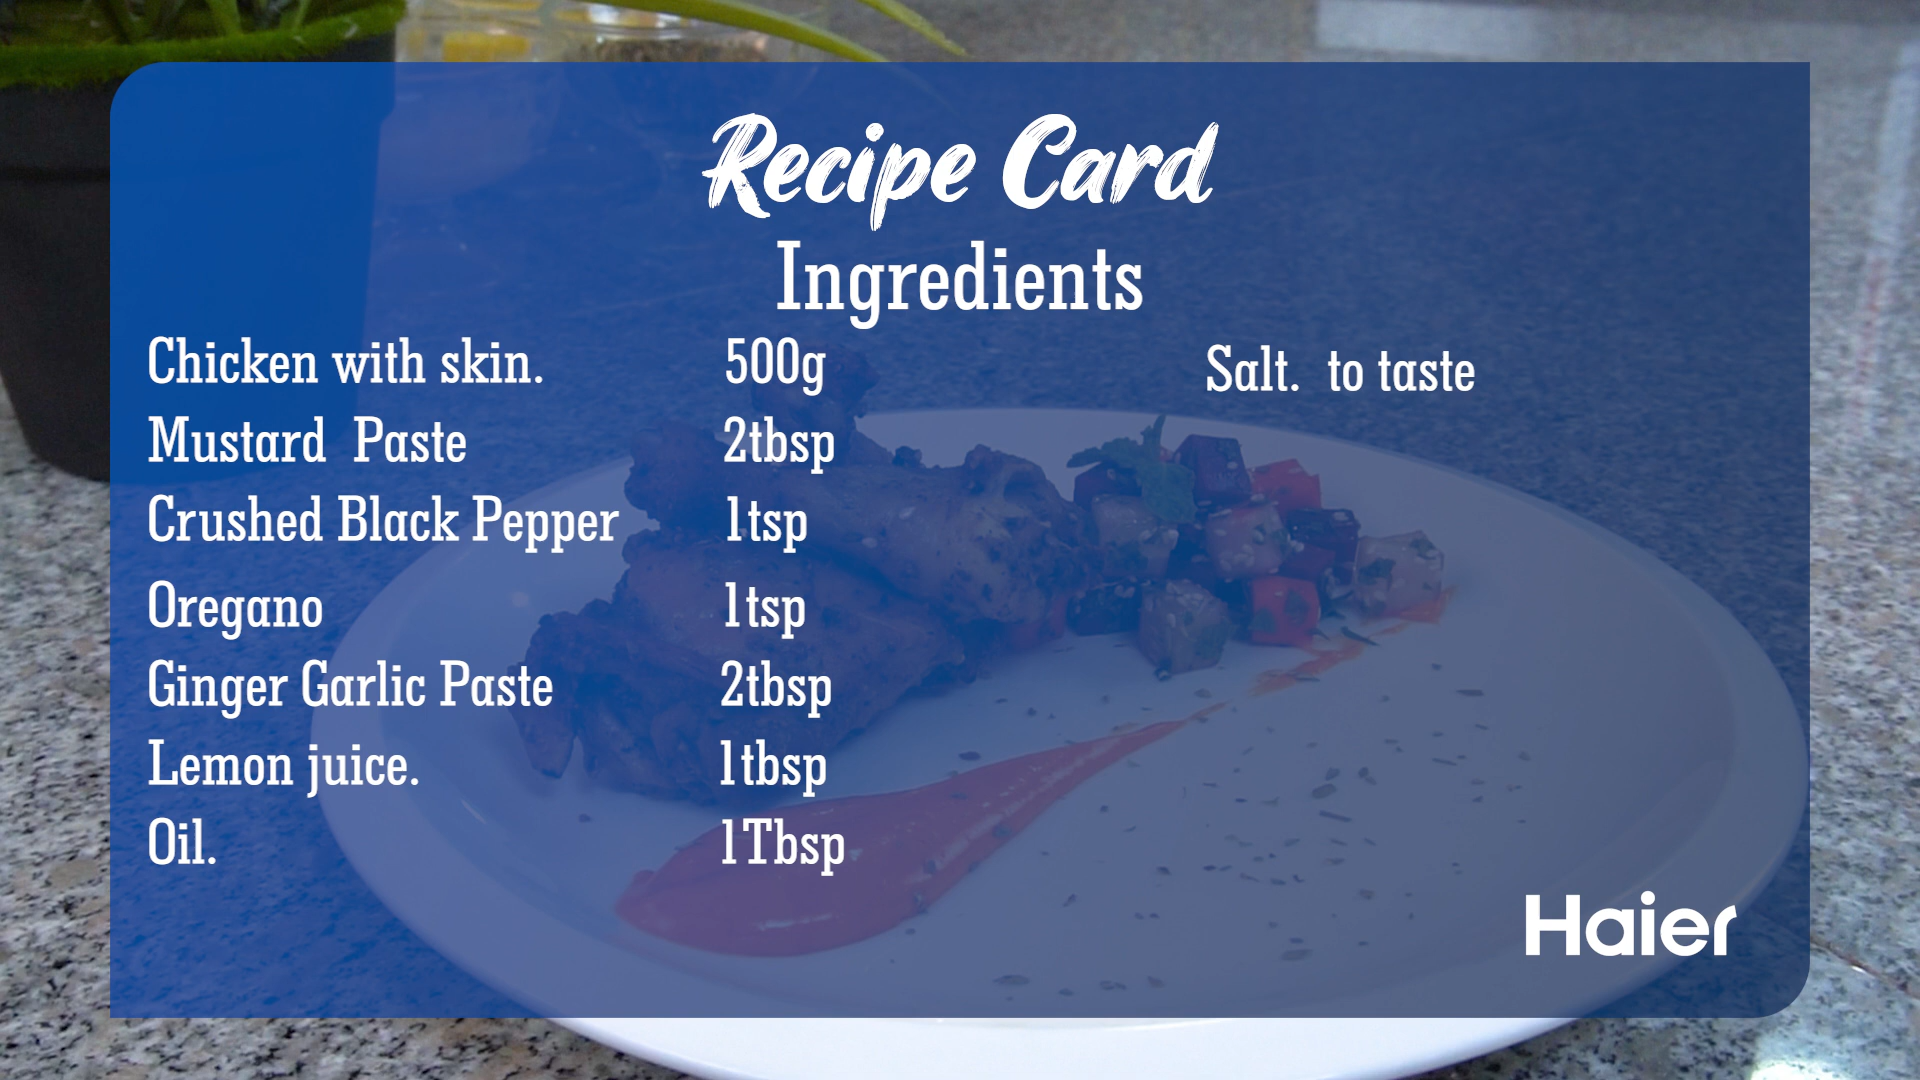 Recipe Card
Ingredients
Chicken with skin. 500g
Mustard Paste 2tbsp
Crushed Black Pepper 1tsp
Oregano 1tsp
Ginger Garlic Paste 2tbsp
Lemon juice. 1tbsp
Oil. 1Tbsp
Salt. to taste
Haier